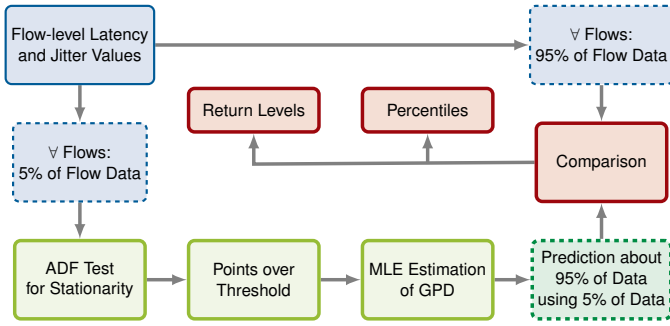 Flow-level Latency
and Jitter Values
∀ Flows:
95% of Flow Data
Return Levels
Percentiles
∀ Flows:
5% of Flow Data
Comparison
ADF Test
for Stationarity
Points over
Threshold
MLE Estimation
of GPD
Prediction about
95% of Data
using 5% of Data